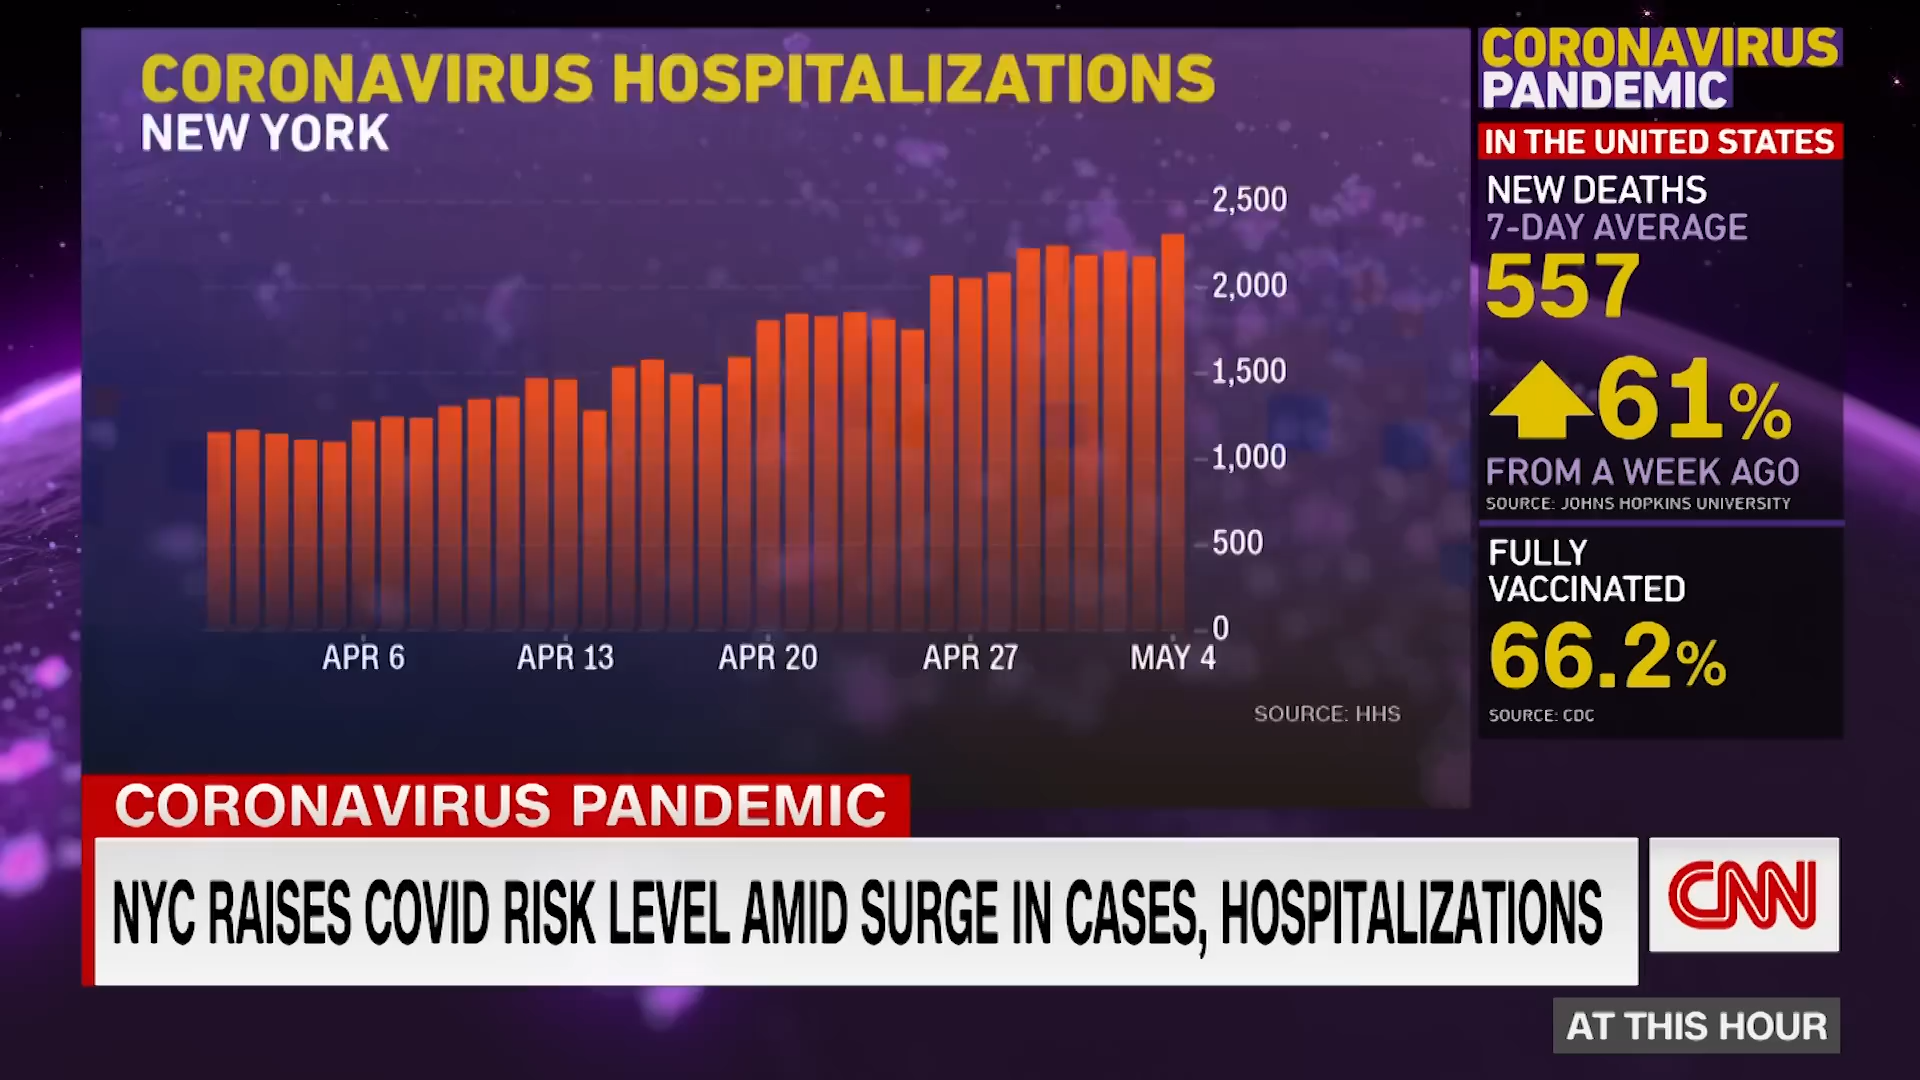 CORONAVIRUS HOSPITALIZATIONS
NEW YORK
2,500
2,000
1,500
1,000
500
0
APR 6
APR 13
APR 20
APR 27
MAY 4
SOURCE: HHS
CORONAVIRUS
PANDEMIC
IN THE UNITED STATES
NEW DEATHS
7-DAY AVERAGE
557
61%
FROM A WEEK AGO
SOURCE: JOHNS HOPKINS UNIVERSITY
FULLY
VACCINATED
66.2%
SOURCE: CDC
CORONAVIRUS PANDEMIC
NYC RAISES COVID RISK LEVEL AMID SURGE IN CASES, HOSPITALIZATIONS
CNN
AT THIS HOUR